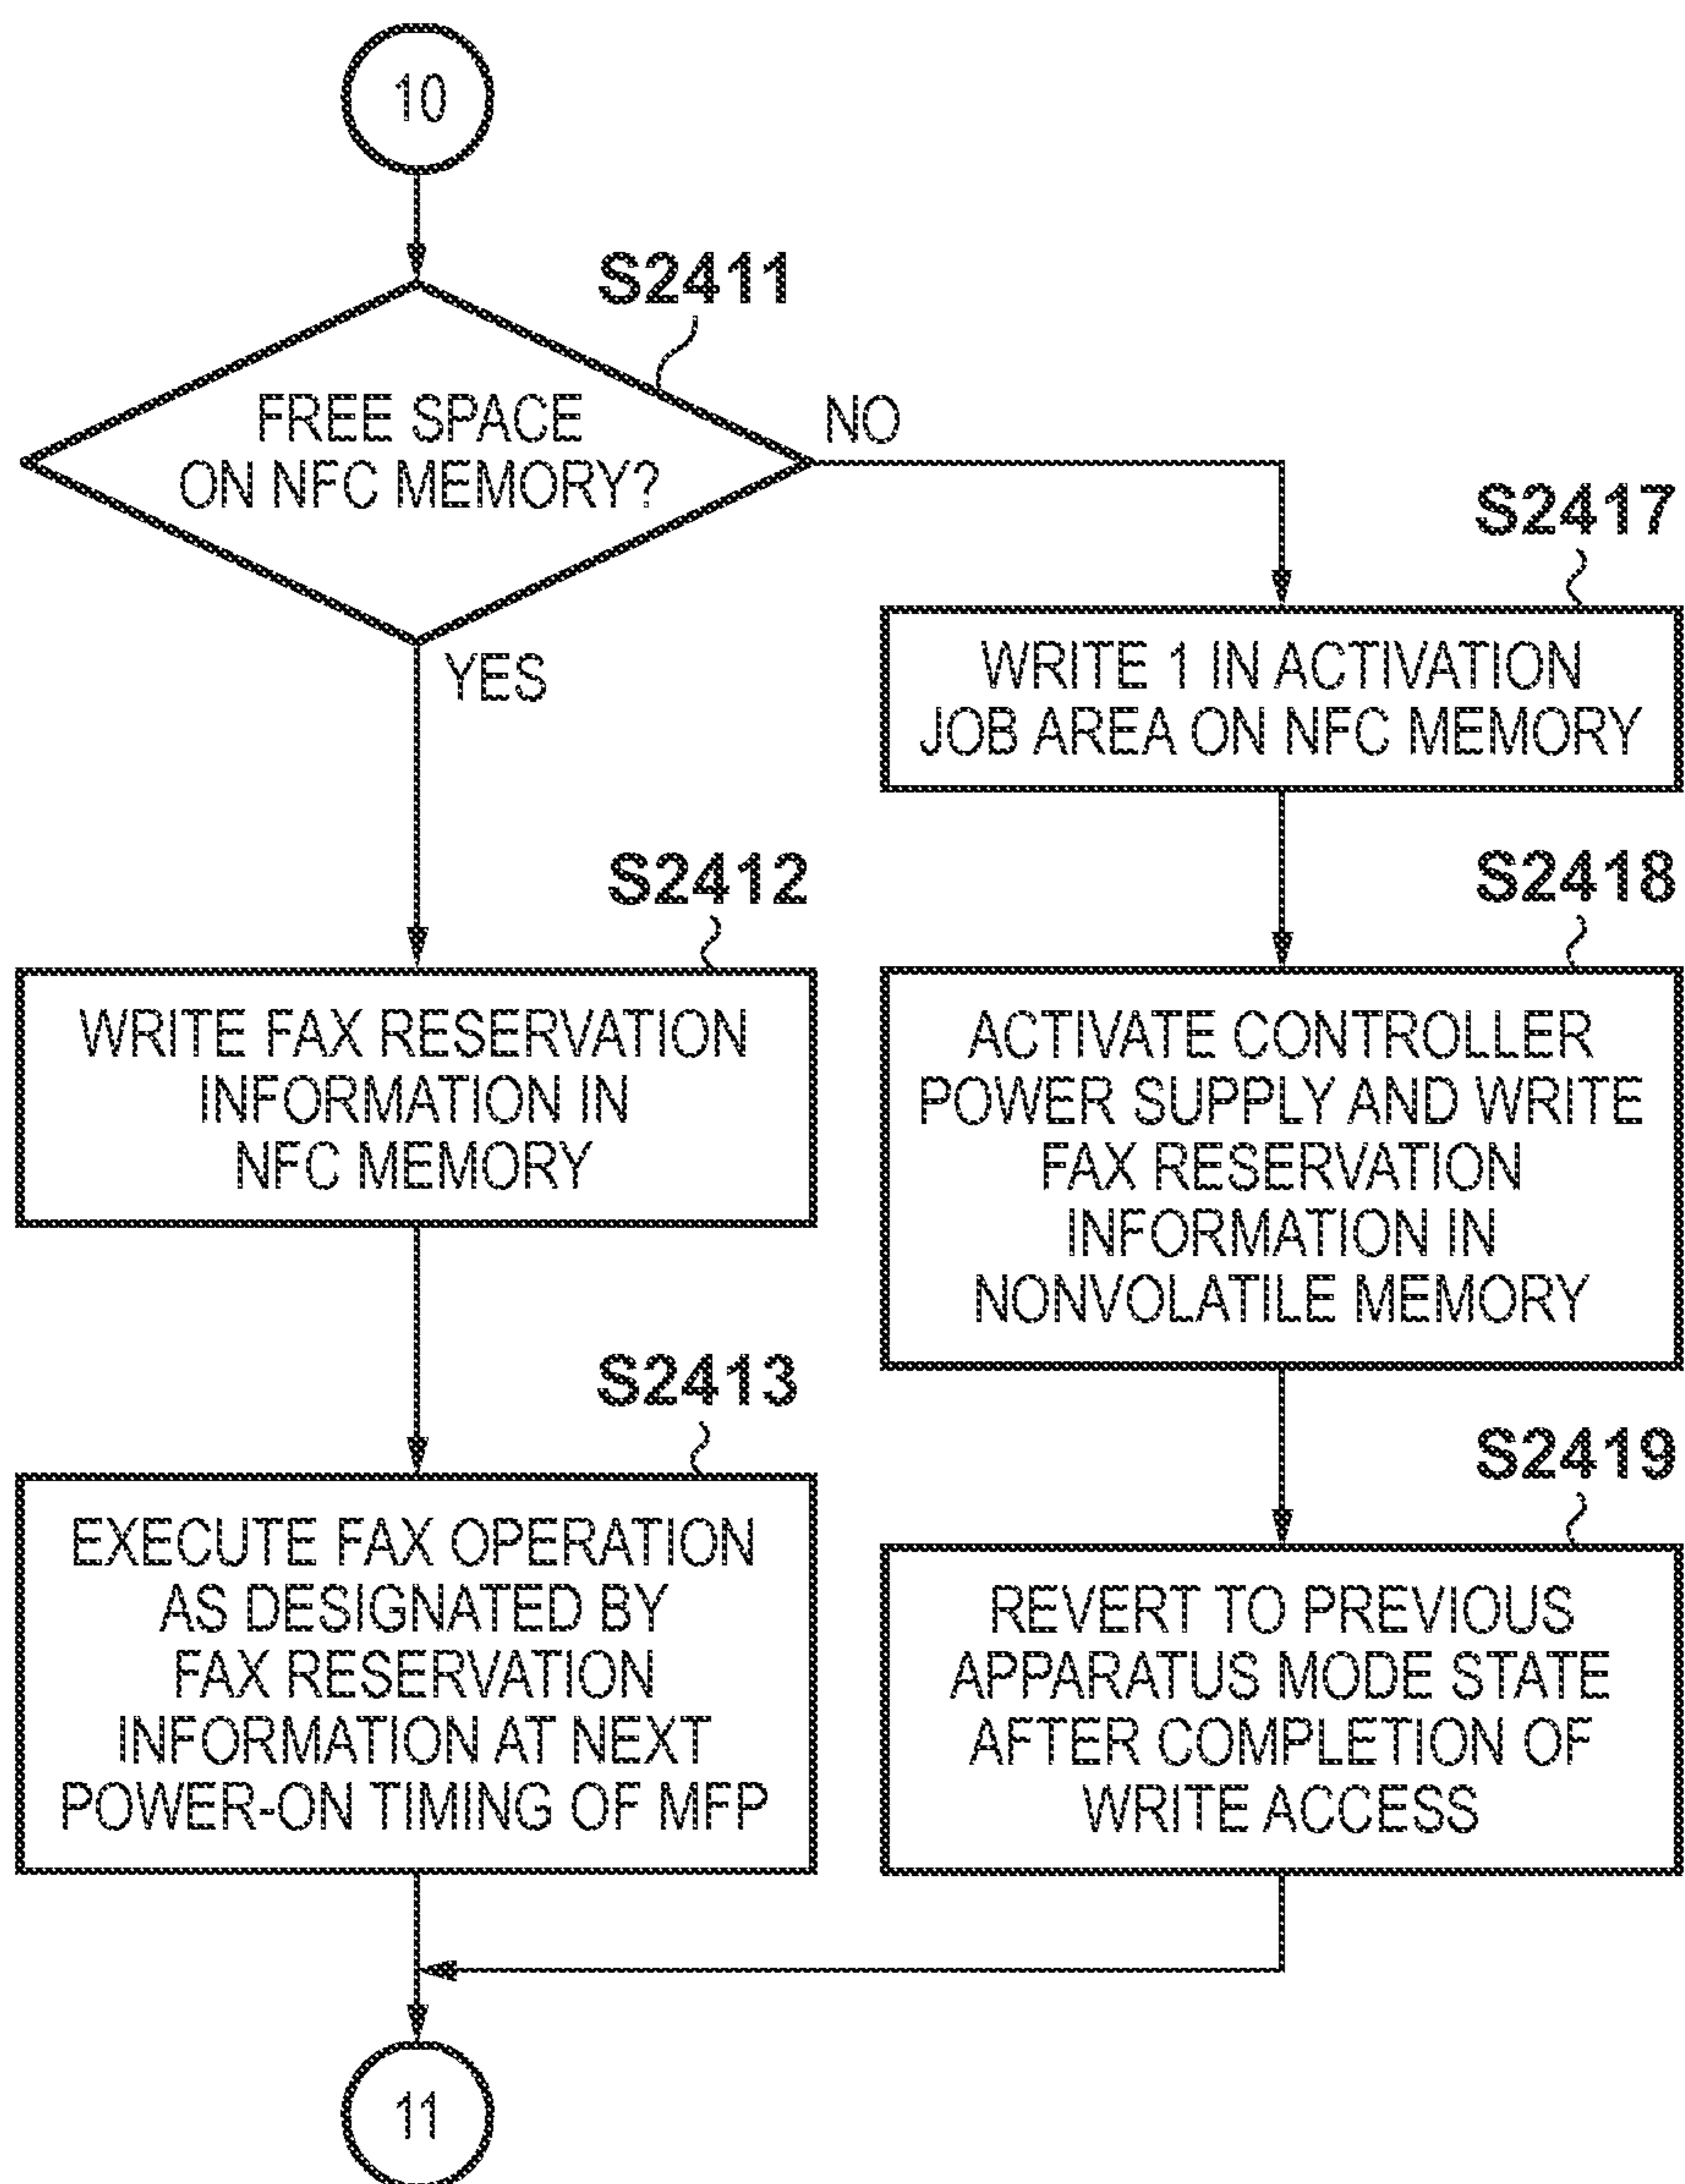 10
S2411
FREE SPACE
ON NFC MEMORY?
NO
YES
S2417
WRITE 1 IN ACTIVATION
JOB AREA ON NFC MEMORY
S2412
WRITE FAX RESERVATION
INFORMATION IN
NFC MEMORY
S2418
ACTIVATE CONTROLLER
POWER SUPPLY AND WRITE
FAX RESERVATION
INFORMATION IN
NONVOLATILE MEMORY
S2413
EXECUTE FAX OPERATION
AS DESIGNATED BY
FAX RESERVATION
INFORMATION AT NEXT
POWER-ON TIMING OF MFP
S2419
REVERT TO PREVIOUS
APPARATUS MODE STATE
AFTER COMPLETION OF
WRITE ACCESS
11